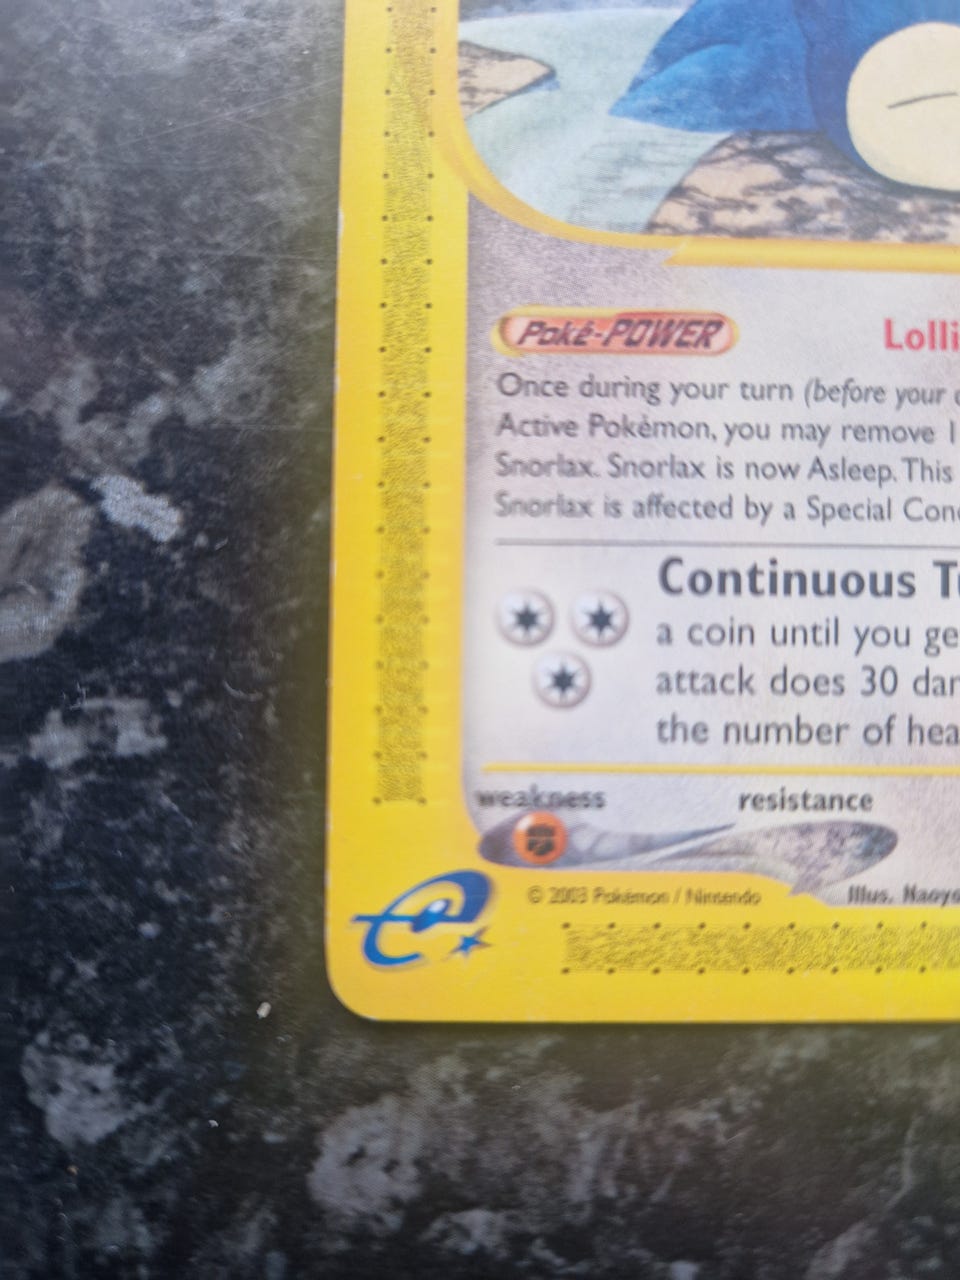 Poké-POWER Lolli
Once during your turn (before your
Active Pokémon, you may remove 1
Snorlax. Snorlax is now Asleep. This
Snorlax is affected by a Special Con
Continuous T
a coin until you ge
attack does 30 da
the number of hea
weakness resistance
© 2003 Pokémon / Nintendo Illus. Naoyo
e